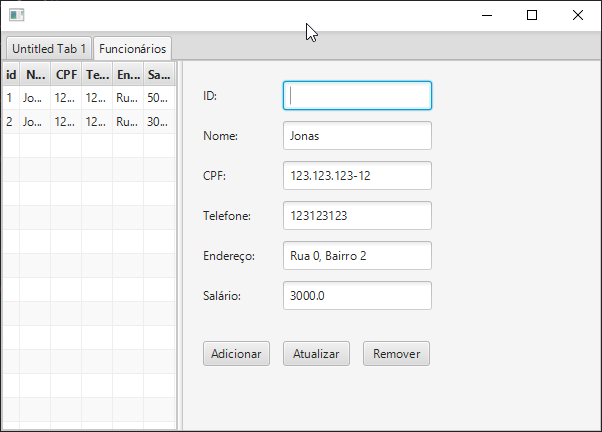 Untitled Tab 1 Funcionários
id N... CPF Te... En... Sa...
1 Jo... 12... 12... Ru... 50...
2 Jo... 12... 12... Ru... 30...
ID:
Nome: Jonas
CPF: 123.123.123-12
Telefone: 123123123
Endereço: Rua 0, Bairro 2
Salário: 3000.0
Adicionar Atualizar Remover